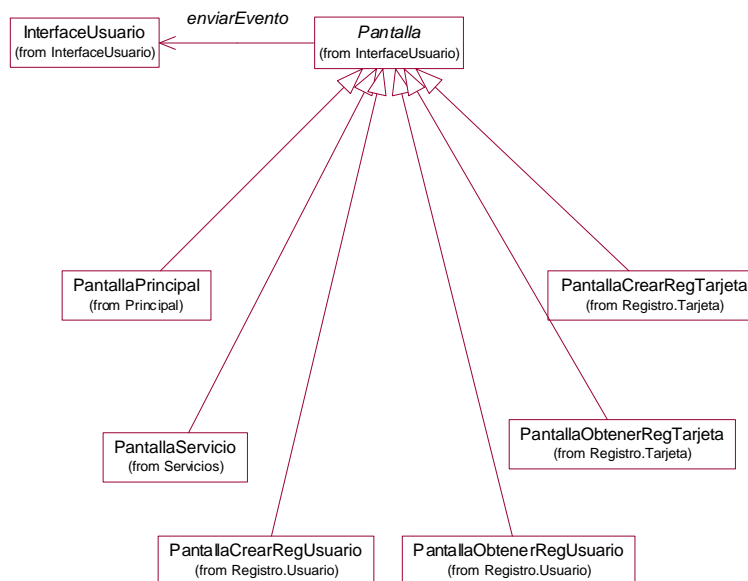 enviarEvento
InterfaceUsuario
(from InterfaceUsuario)
Pantalla
(from InterfaceUsuario)
PantallaPrincipal
(from Principal)
PantallaCrearRegTarjeta
(from Registro.Tarjeta)
PantallaServicio
(from Servicios)
PantallaObtenerRegTarjeta
(from Registro.Tarjeta)
PantallaCrearRegUsuario
(from Registro.Usuario)
PantallaObtenerRegUsuario
(from Registro.Usuario)